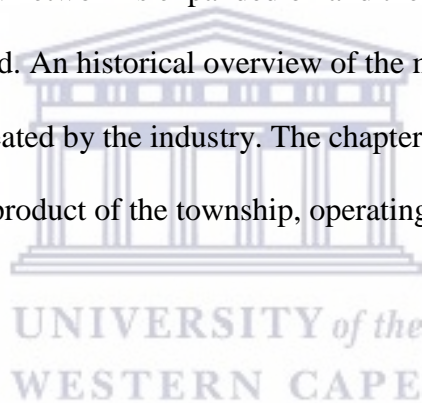 d. An historical overview of the
eated by the industry. The chapter
product of the township, operating
UNIVERSITY of the
WESTERN CAPE